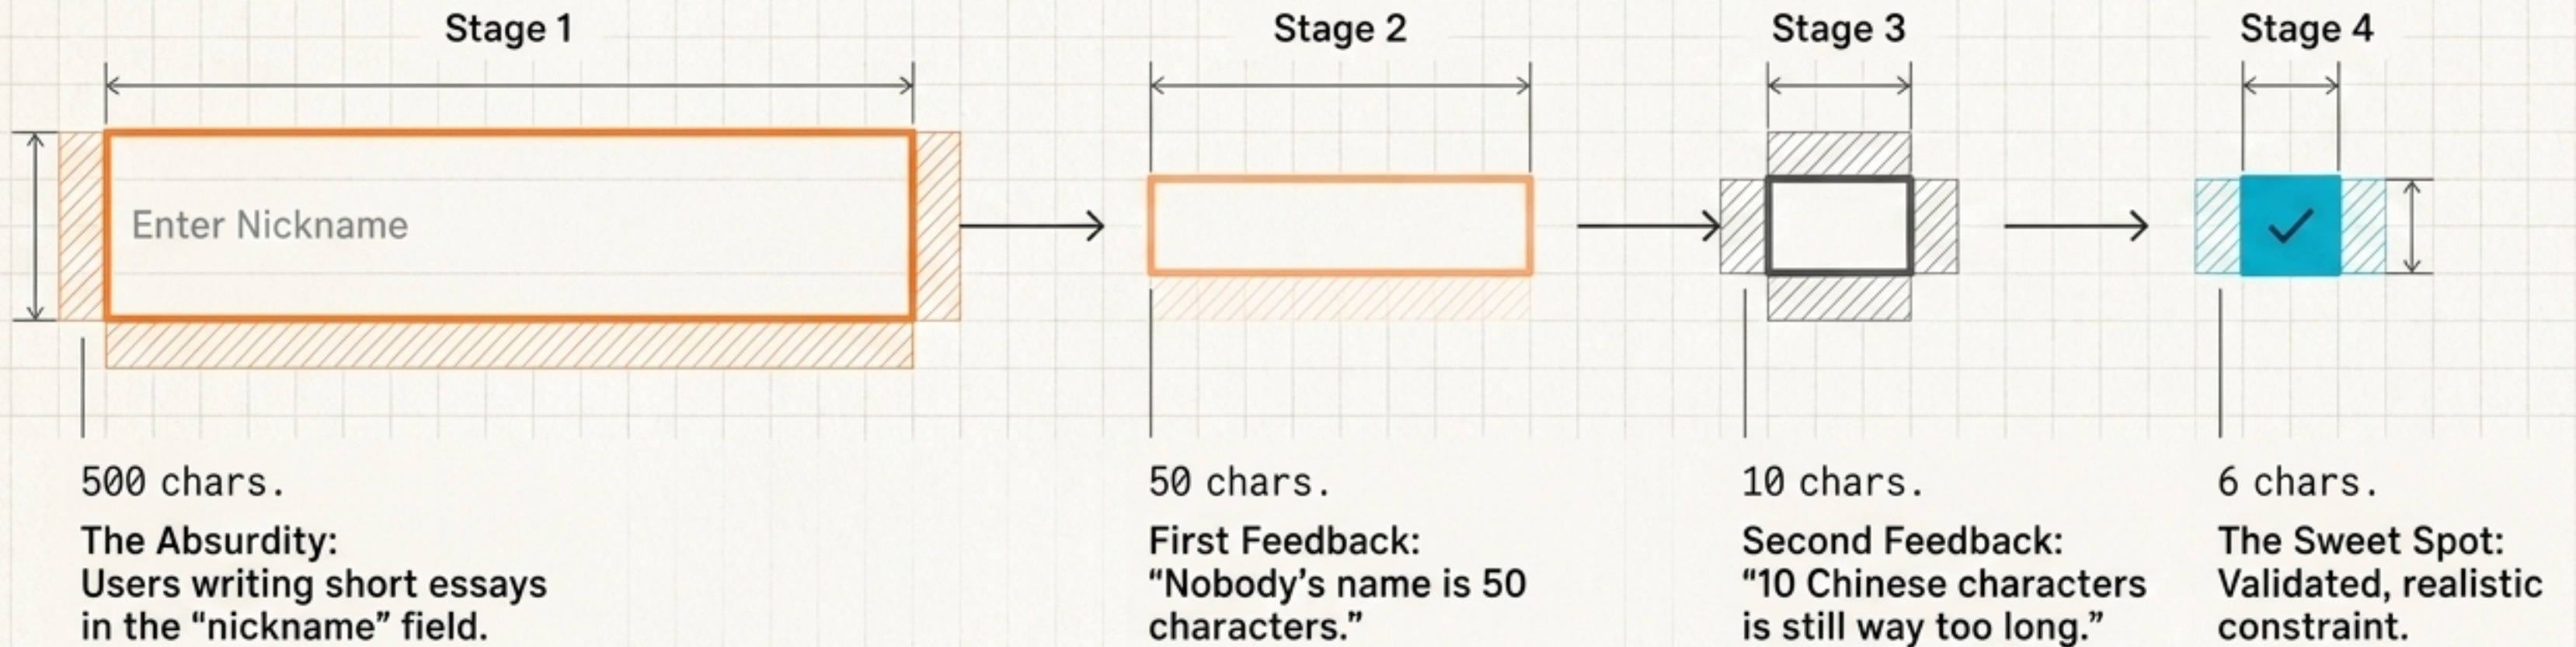 Stage 1
Stage 2
Stage 3
Stage 4
Enter Nickname
500 chars.
The Absurdity:
Users writing short essays
in the “nickname” field.
50 chars.
First Feedback:
“Nobody’s name is 50
characters.”
10 chars.
Second Feedback:
“10 Chinese characters
is still way too long.”
6 chars.
The Sweet Spot:
Validated, realistic
constraint.